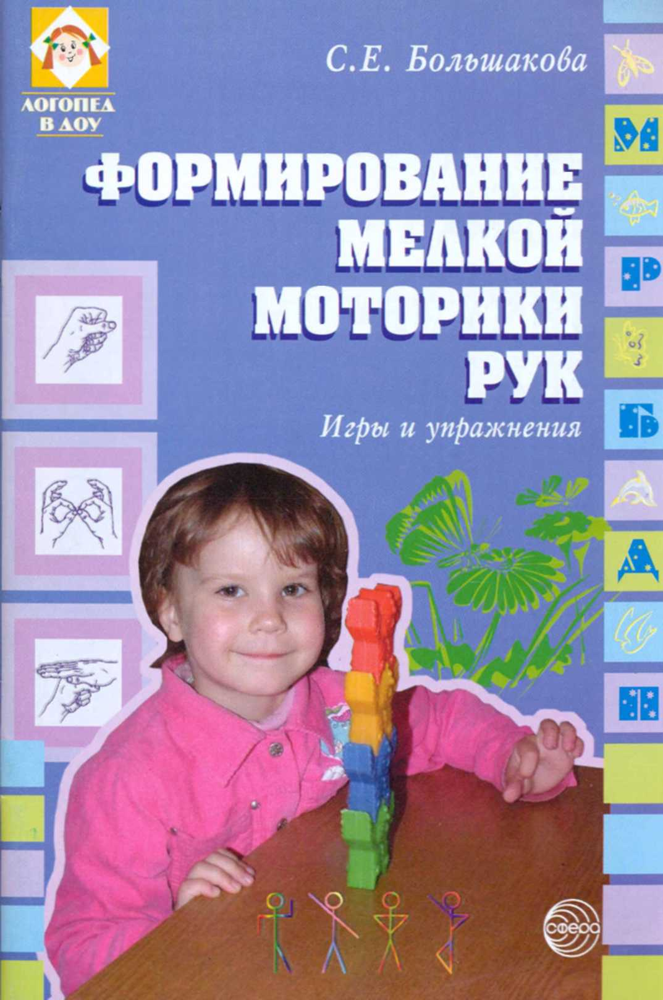 С.Е. Большакова
ЛОГОПЕД
В ДОУ
ФОРМИРОВАНИЕ
МЕЛКОЙ
МОТОРИКИ
РУК
Игры и упражнения
М
Р
Б
Д
сфера